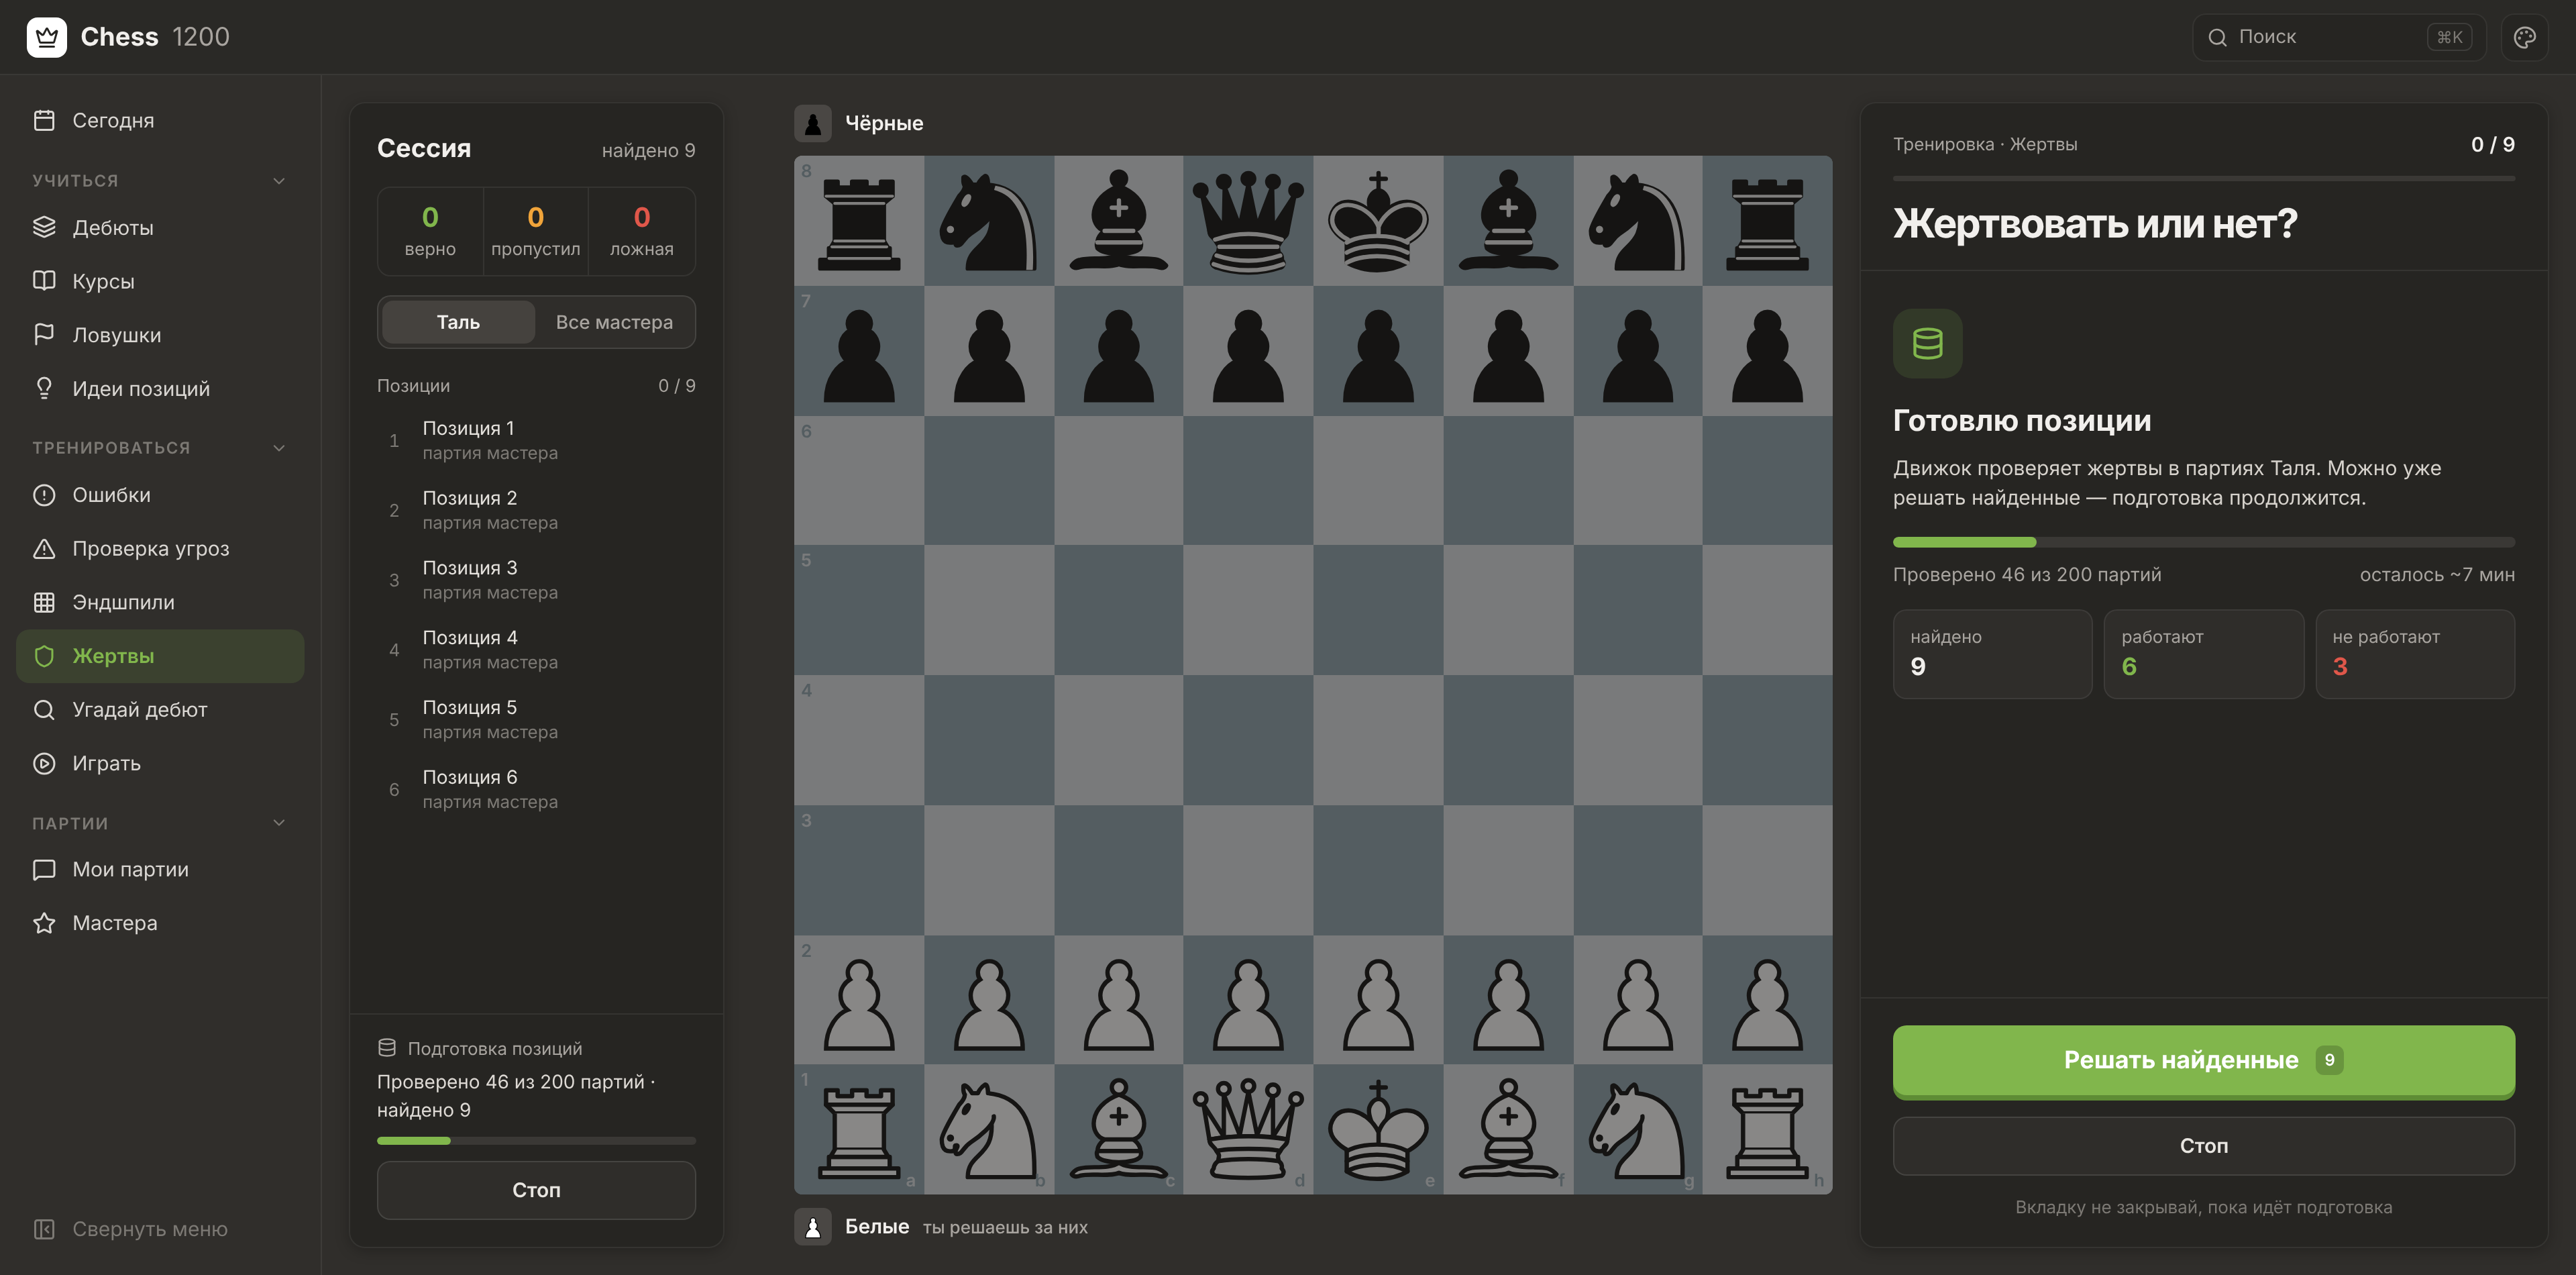 Chess 1200
Поиск ⌘K
Сегодня
УЧИТЬСЯ
Дебюты
Курсы
Ловушки
Идеи позиций
ТРЕНИРОВАТЬСЯ
Ошибки
Проверка угроз
Эндшпили
Жертвы
Угадай дебют
Играть
ПАРТИИ
Мои партии
Мастера
Свернуть меню
Сессия найдено 9
0 0 0
верно пропустил ложная
Таль Все мастера
Позиции 0 / 9
1 Позиция 1
партия мастера
2 Позиция 2
партия мастера
3 Позиция 3
партия мастера
4 Позиция 4
партия мастера
5 Позиция 5
партия мастера
6 Позиция 6
партия мастера
Подготовка позиций
Проверено 46 из 200 партий ·
найдено 9
Стоп
Чёрные
8
7
6
5
4
3
2
1
a b c d e f g h
Белые ты решаешь за них
Тренировка · Жертвы 0 / 9
Жертвовать или нет?
Готовлю позиции
Движок проверяет жертвы в партиях Таля. Можно уже
решать найденные — подготовка продолжится.
Проверено 46 из 200 партий осталось ~7 мин
найдено работают не работают
9 6 3
Решать найденные 9
Стоп
Вкладку не закрывай, пока идёт подготовка